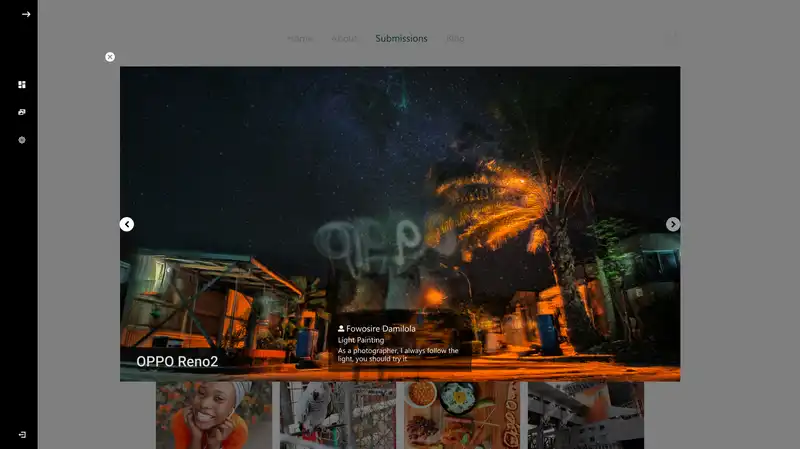 Home About Submissions Blog
OPPO
Fowosire Damilola
Light Painting
As a photographer, I always follow the
light, you should try it
OPPO Reno2